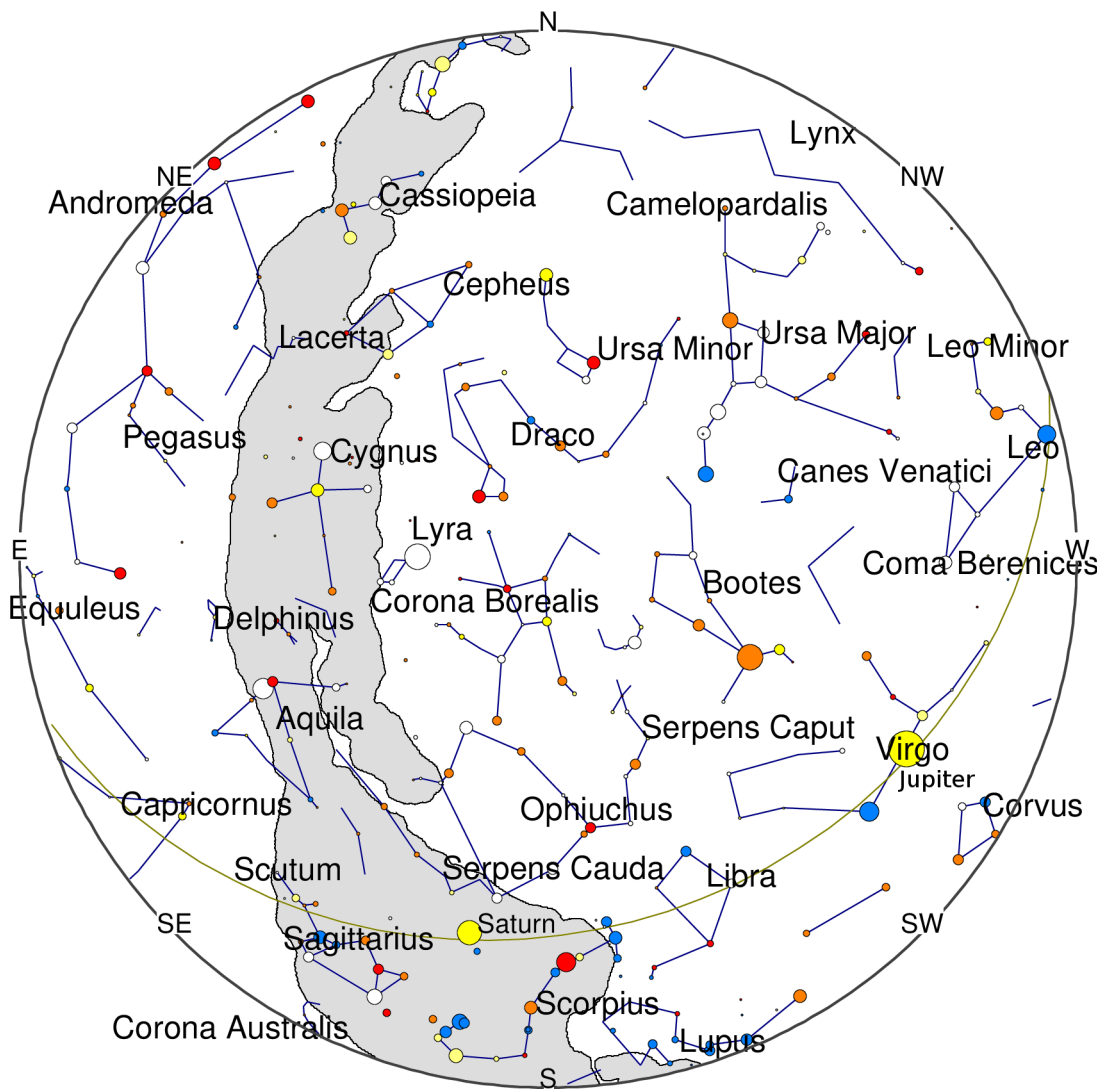 N
Lynx
NE
NW
Andromeda
Cassiopeia
Camelopardalis
Cepheus
Lacerta
Ursa Minor
Ursa Major
Leo Minor
Pegasus
Cygnus
Draco
Leo
Canes Venatici
Lyra
E
W
Coma Berenices
Bootes
Equuleus
Delphinus
Corona Borealis
Aquila
Serpens Caput
Virgo
Jupiter
Capricornus
Ophiuchus
Corvus
Scutum
Serpens Cauda
Libra
SE
Saturn
SW
Sagittarius
Scorpius
Corona Australis
Lupus
S